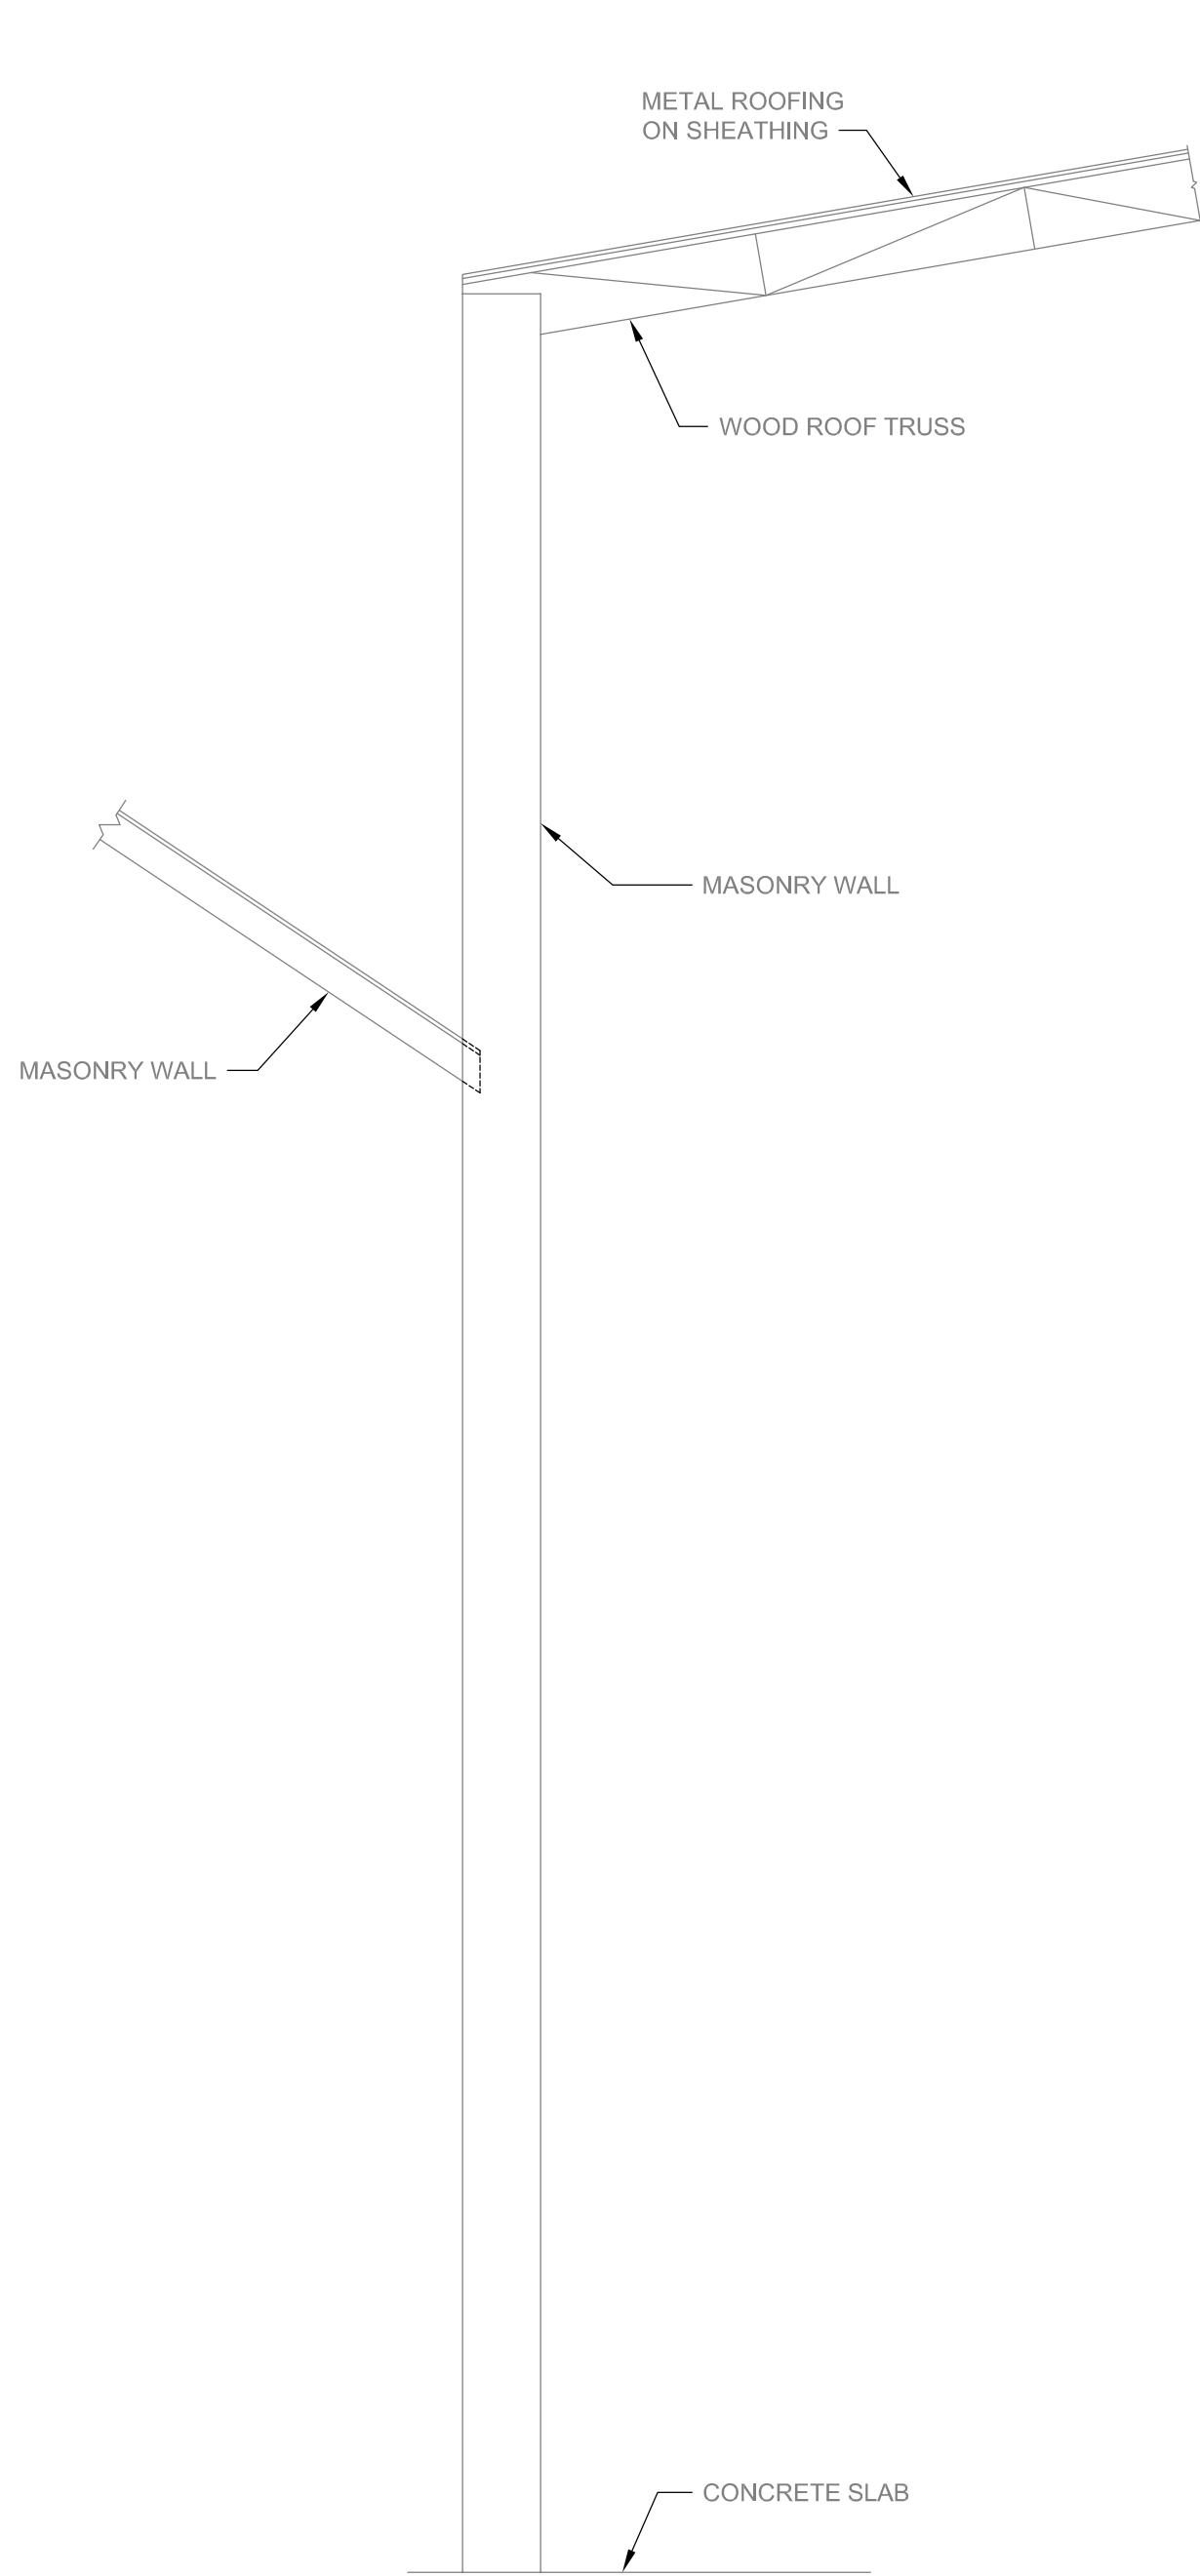 METAL ROOFING
ON SHEATHING
WOOD ROOF TRUSS
MASONRY WALL
MASONRY WALL
CONCRETE SLAB